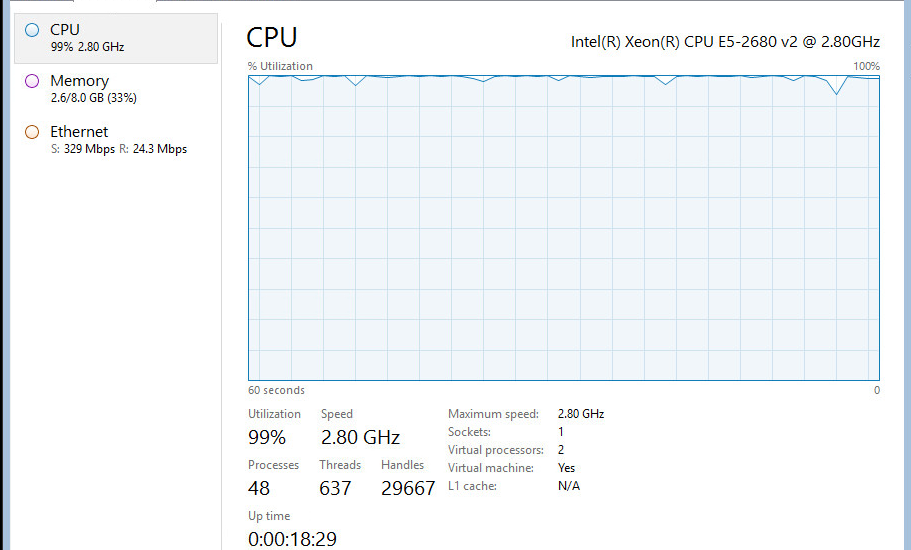 CPU
99% 2.80 GHz
Memory
2.6/8.0 GB (33%)
Ethernet
S: 329 Mbps R: 24.3 Mbps
CPU
Intel(R) Xeon(R) CPU E5-2680 v2 @ 2.80GHz
% Utilization
100%
60 seconds
0
Utilization
Speed
99%
2.80 GHz
Processes
Threads
Handles
48
637
29667
Up time
0:00:18:29
Maximum speed: 2.80 GHz
Sockets: 1
Virtual processors: 2
Virtual machine: Yes
L1 cache: N/A